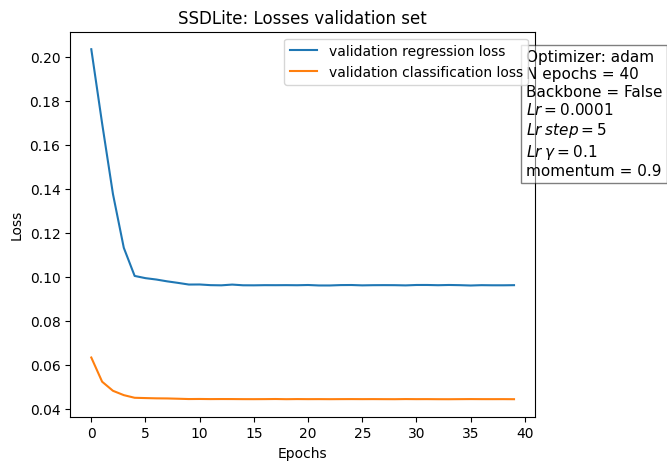 SSDLite: Losses validation set
validation regression loss
validation classification loss
Optimizer: adam
N epochs = 40
Backbone = False
Lr = 0.0001
Lr step = 5
Lr γ = 0.1
momentum = 0.9
Loss
0.20
0.18
0.16
0.14
0.12
0.10
0.08
0.06
0.04
0 5 10 15 20 25 30 35 40
Epochs